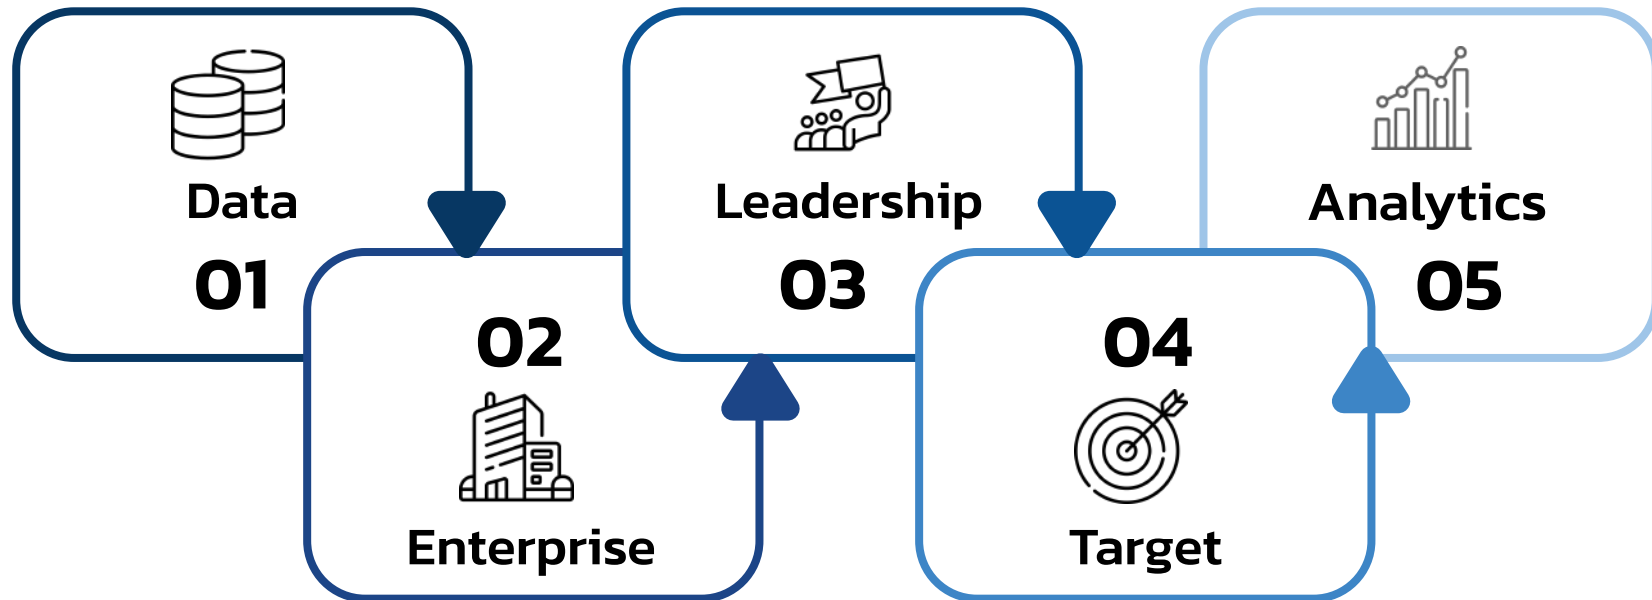 Data
01
02
Enterprise
Leadership
03
04
Target
Analytics
05